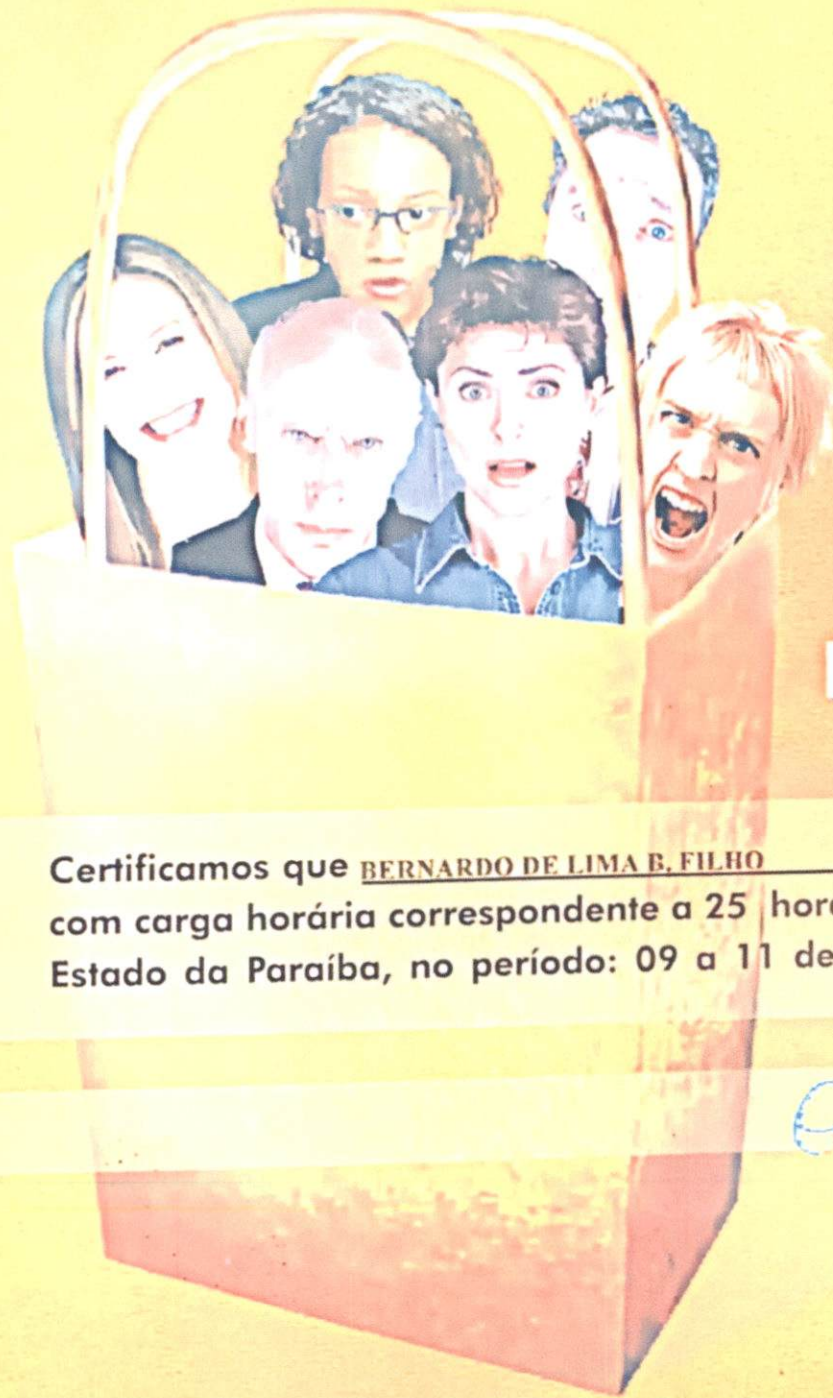 Certificamos que BERNARDO DE LIMA B. FILHO
com carga horária correspondente a 25 hor
Estado da Paraíba, no período: 09 a 11 de